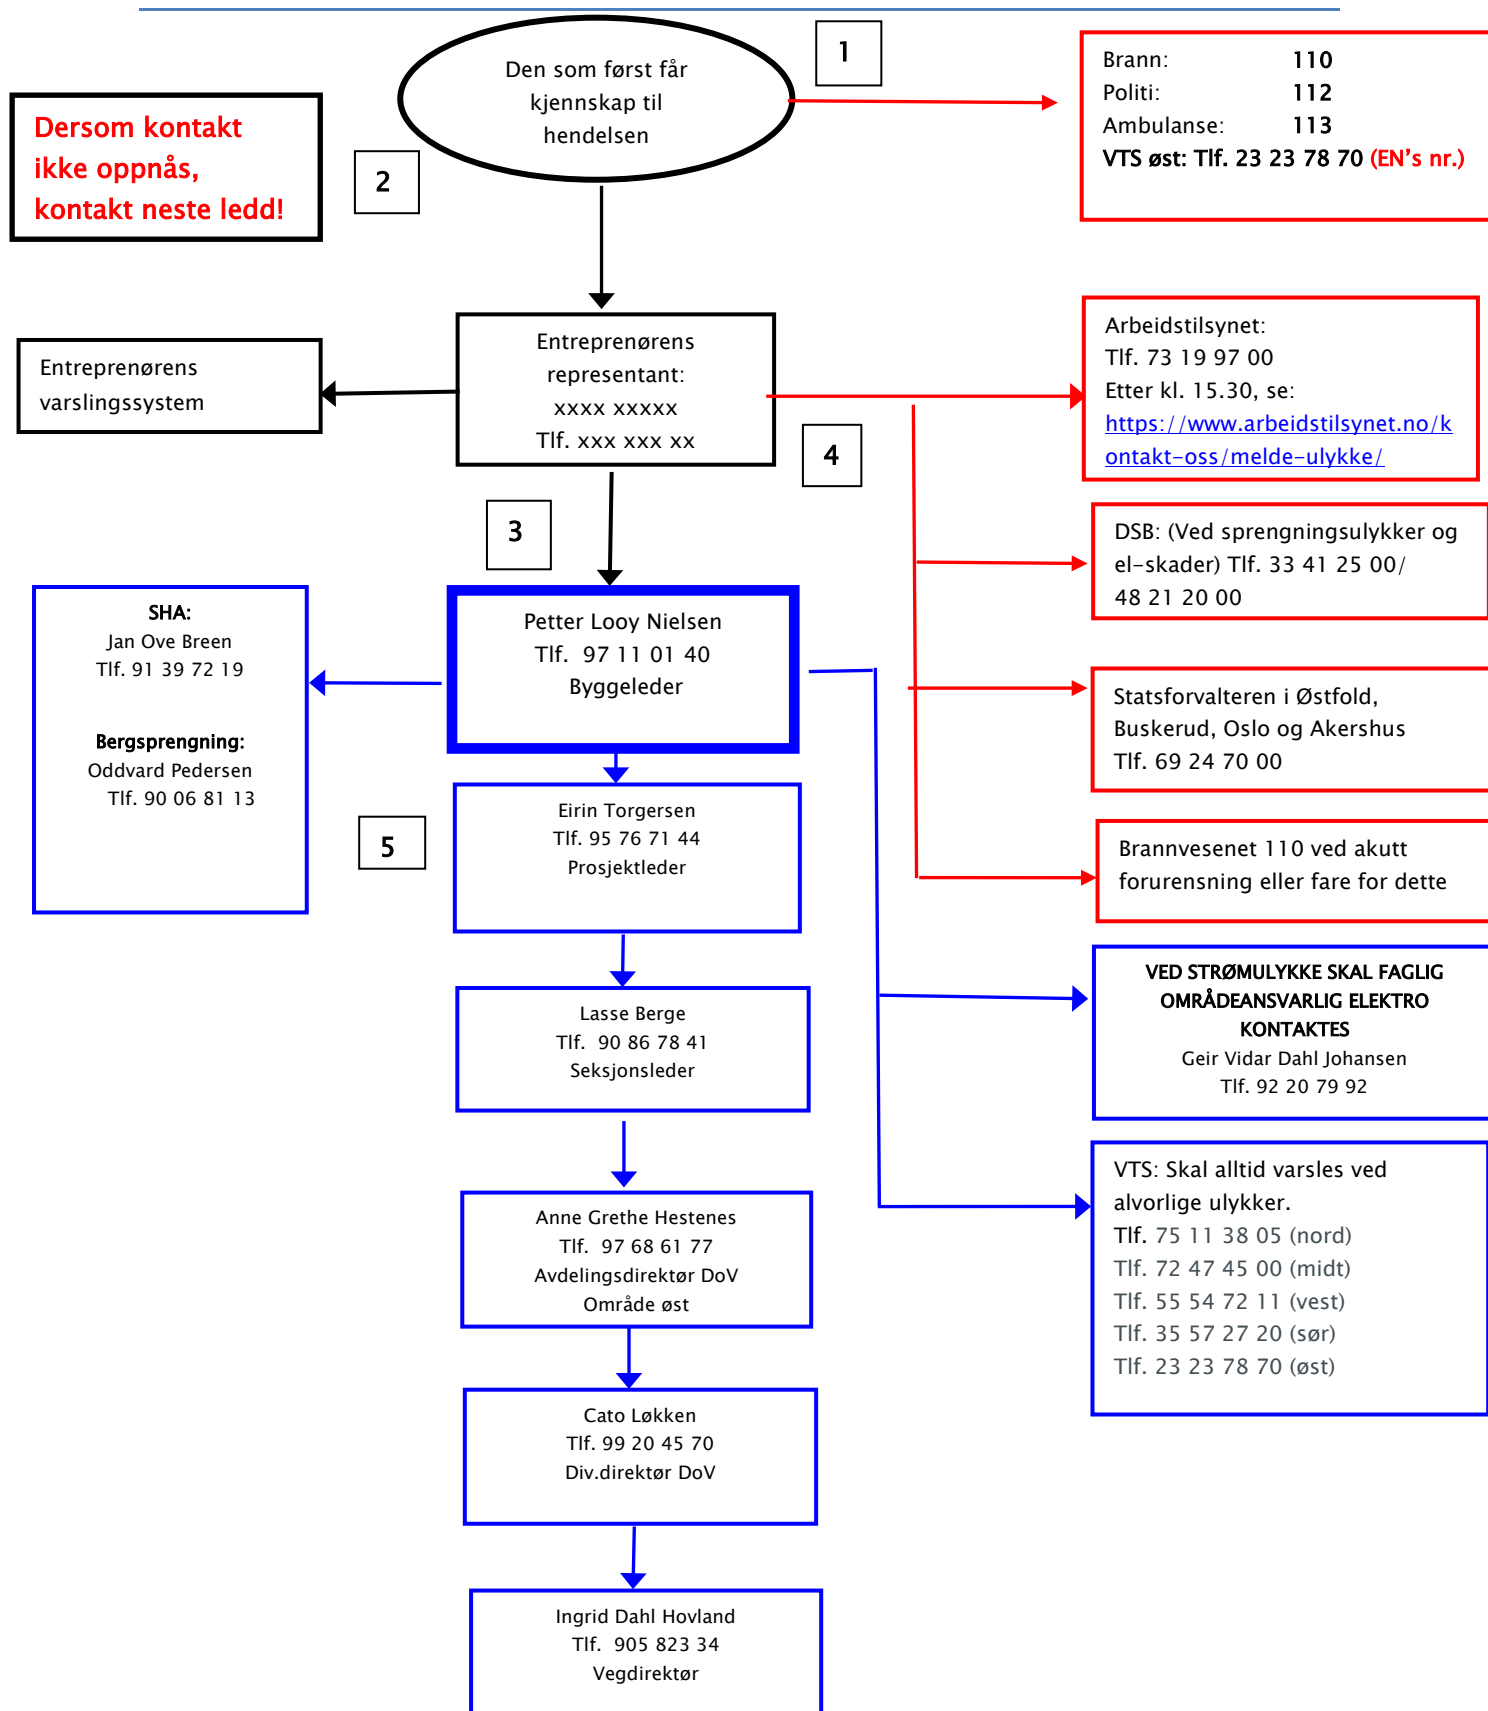 Den som først får
kjennskap til
hendelsen
1
Brann: 110
Politi: 112
Ambulanse: 113
VTS øst: Tlf. 23 23 78 70 (EN's nr.)
Dersom kontakt
ikke oppnås,
kontakt neste ledd!
2
Entreprenørens
varslingssystem
Entreprenørens
representant:
xxxx xxxxx
Tlf. xxx xxx xx
4
Arbeidstilsynet:
Tlf. 73 19 97 00
Etter kl. 15.30, se:
https://www.arbeidstilsynet.no/k
ontakt-oss/melde-ulykke/
3
DSB: (Ved sprengningsulykker og
el-skader) Tlf. 33 41 25 00/
48 21 20 00
SHA:
Jan Ove Breen
Tlf. 91 39 72 19
Bergsprengning:
Oddvard Pedersen
Tlf. 90 06 81 13
Petter Looy Nielsen
Tlf. 97 11 01 40
Byggeleder
Statsforvalteren i Østfold,
Buskerud, Oslo og Akershus
Tlf. 69 24 70 00
5
Eirin Torgersen
Tlf. 95 76 71 44
Prosjektleder
Brannvesenet 110 ved akutt
forurensning eller fare for dette
Lasse Berge
Tlf. 90 86 78 41
Seksjonsleder
VED STRØMULYKKE SKAL FAGLIG
OMRÅDEANSVARLIG ELEKTRO
KONTAKTES
Geir Vidar Dahl Johansen
Tlf. 92 20 79 92
Anne Grethe Hestenes
Tlf. 97 68 61 77
Avdelingsdirektør DoV
Område øst
VTS: Skal alltid varsles ved
alvorlige ulykker.
Tlf. 75 11 38 05 (nord)
Tlf. 72 47 45 00 (midt)
Tlf. 55 54 72 11 (vest)
Tlf. 35 57 27 20 (sør)
Tlf. 23 23 78 70 (øst)
Cato Løkken
Tlf. 99 20 45 70
Div.direktør DoV
Ingrid Dahl Hovland
Tlf. 905 823 34
Vegdirektør